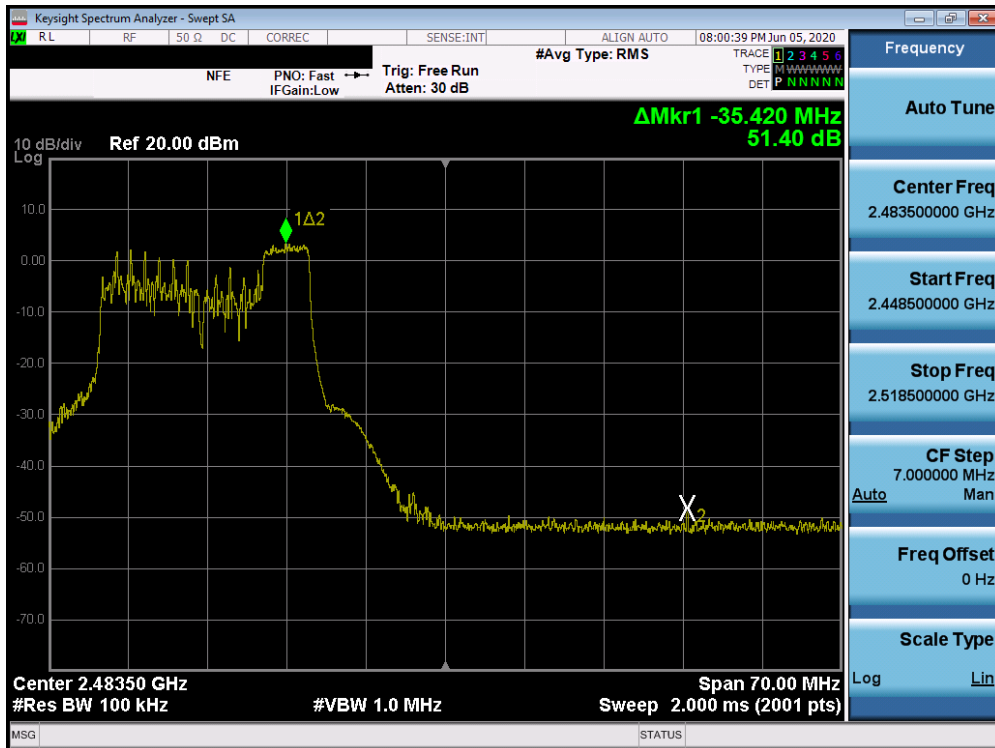 Keysight Spectrum Analyzer - Swept SA
LXI RL RF 50 Ω DC CORREC SENSE:INT ALIGN AUTO 08:00:39 PM Jun 05, 2020
NFE PNO: Fast Trig: Free Run #Avg Type: RMS TRACE 1 2 3 4 5 6
IFGain:Low Atten: 30 dB TYPE M WWWWW
DET P N N N N N
ΔMkr1 -35.420 MHz
51.40 dB
10 dB/div Ref 20.00 dBm
Log
1Δ2
10.0
0.00
-10.0
-20.0
-30.0
-40.0
-50.0
X2
-60.0
-70.0
Center 2.48350 GHz Span 70.00 MHz
#Res BW 100 kHz #VBW 1.0 MHz Sweep 2.000 ms (2001 pts)
MSG STATUS
Frequency
Auto Tune
Center Freq
2.483500000 GHz
Start Freq
2.448500000 GHz
Stop Freq
2.518500000 GHz
CF Step
7.000000 MHz
Auto Man
Freq Offset
0 Hz
Scale Type
Log Lin